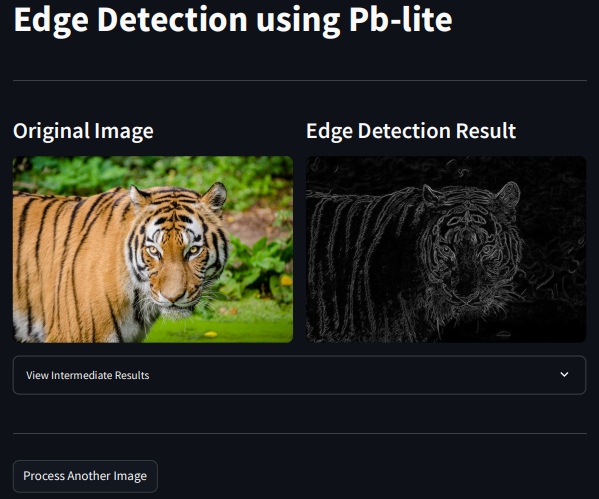 Edge Detection using Pb-lite
Original Image
Edge Detection Result
View Intermediate Results
Process Another Image